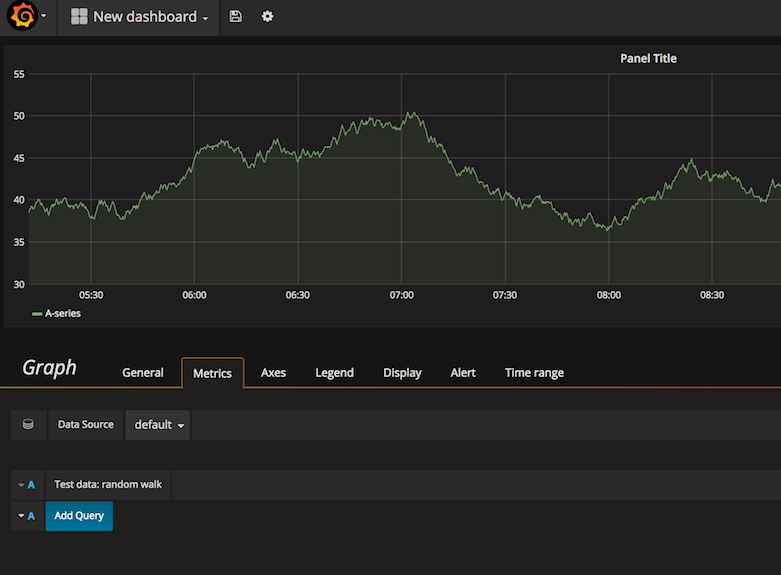 New dashboard
Panel Title
55
50
45
40
35
30
05:30 06:00 06:30 07:00 07:30 08:00 08:30
A-series
Graph General Metrics Axes Legend Display Alert Time range
Data Source default
A Test data: random walk
A Add Query